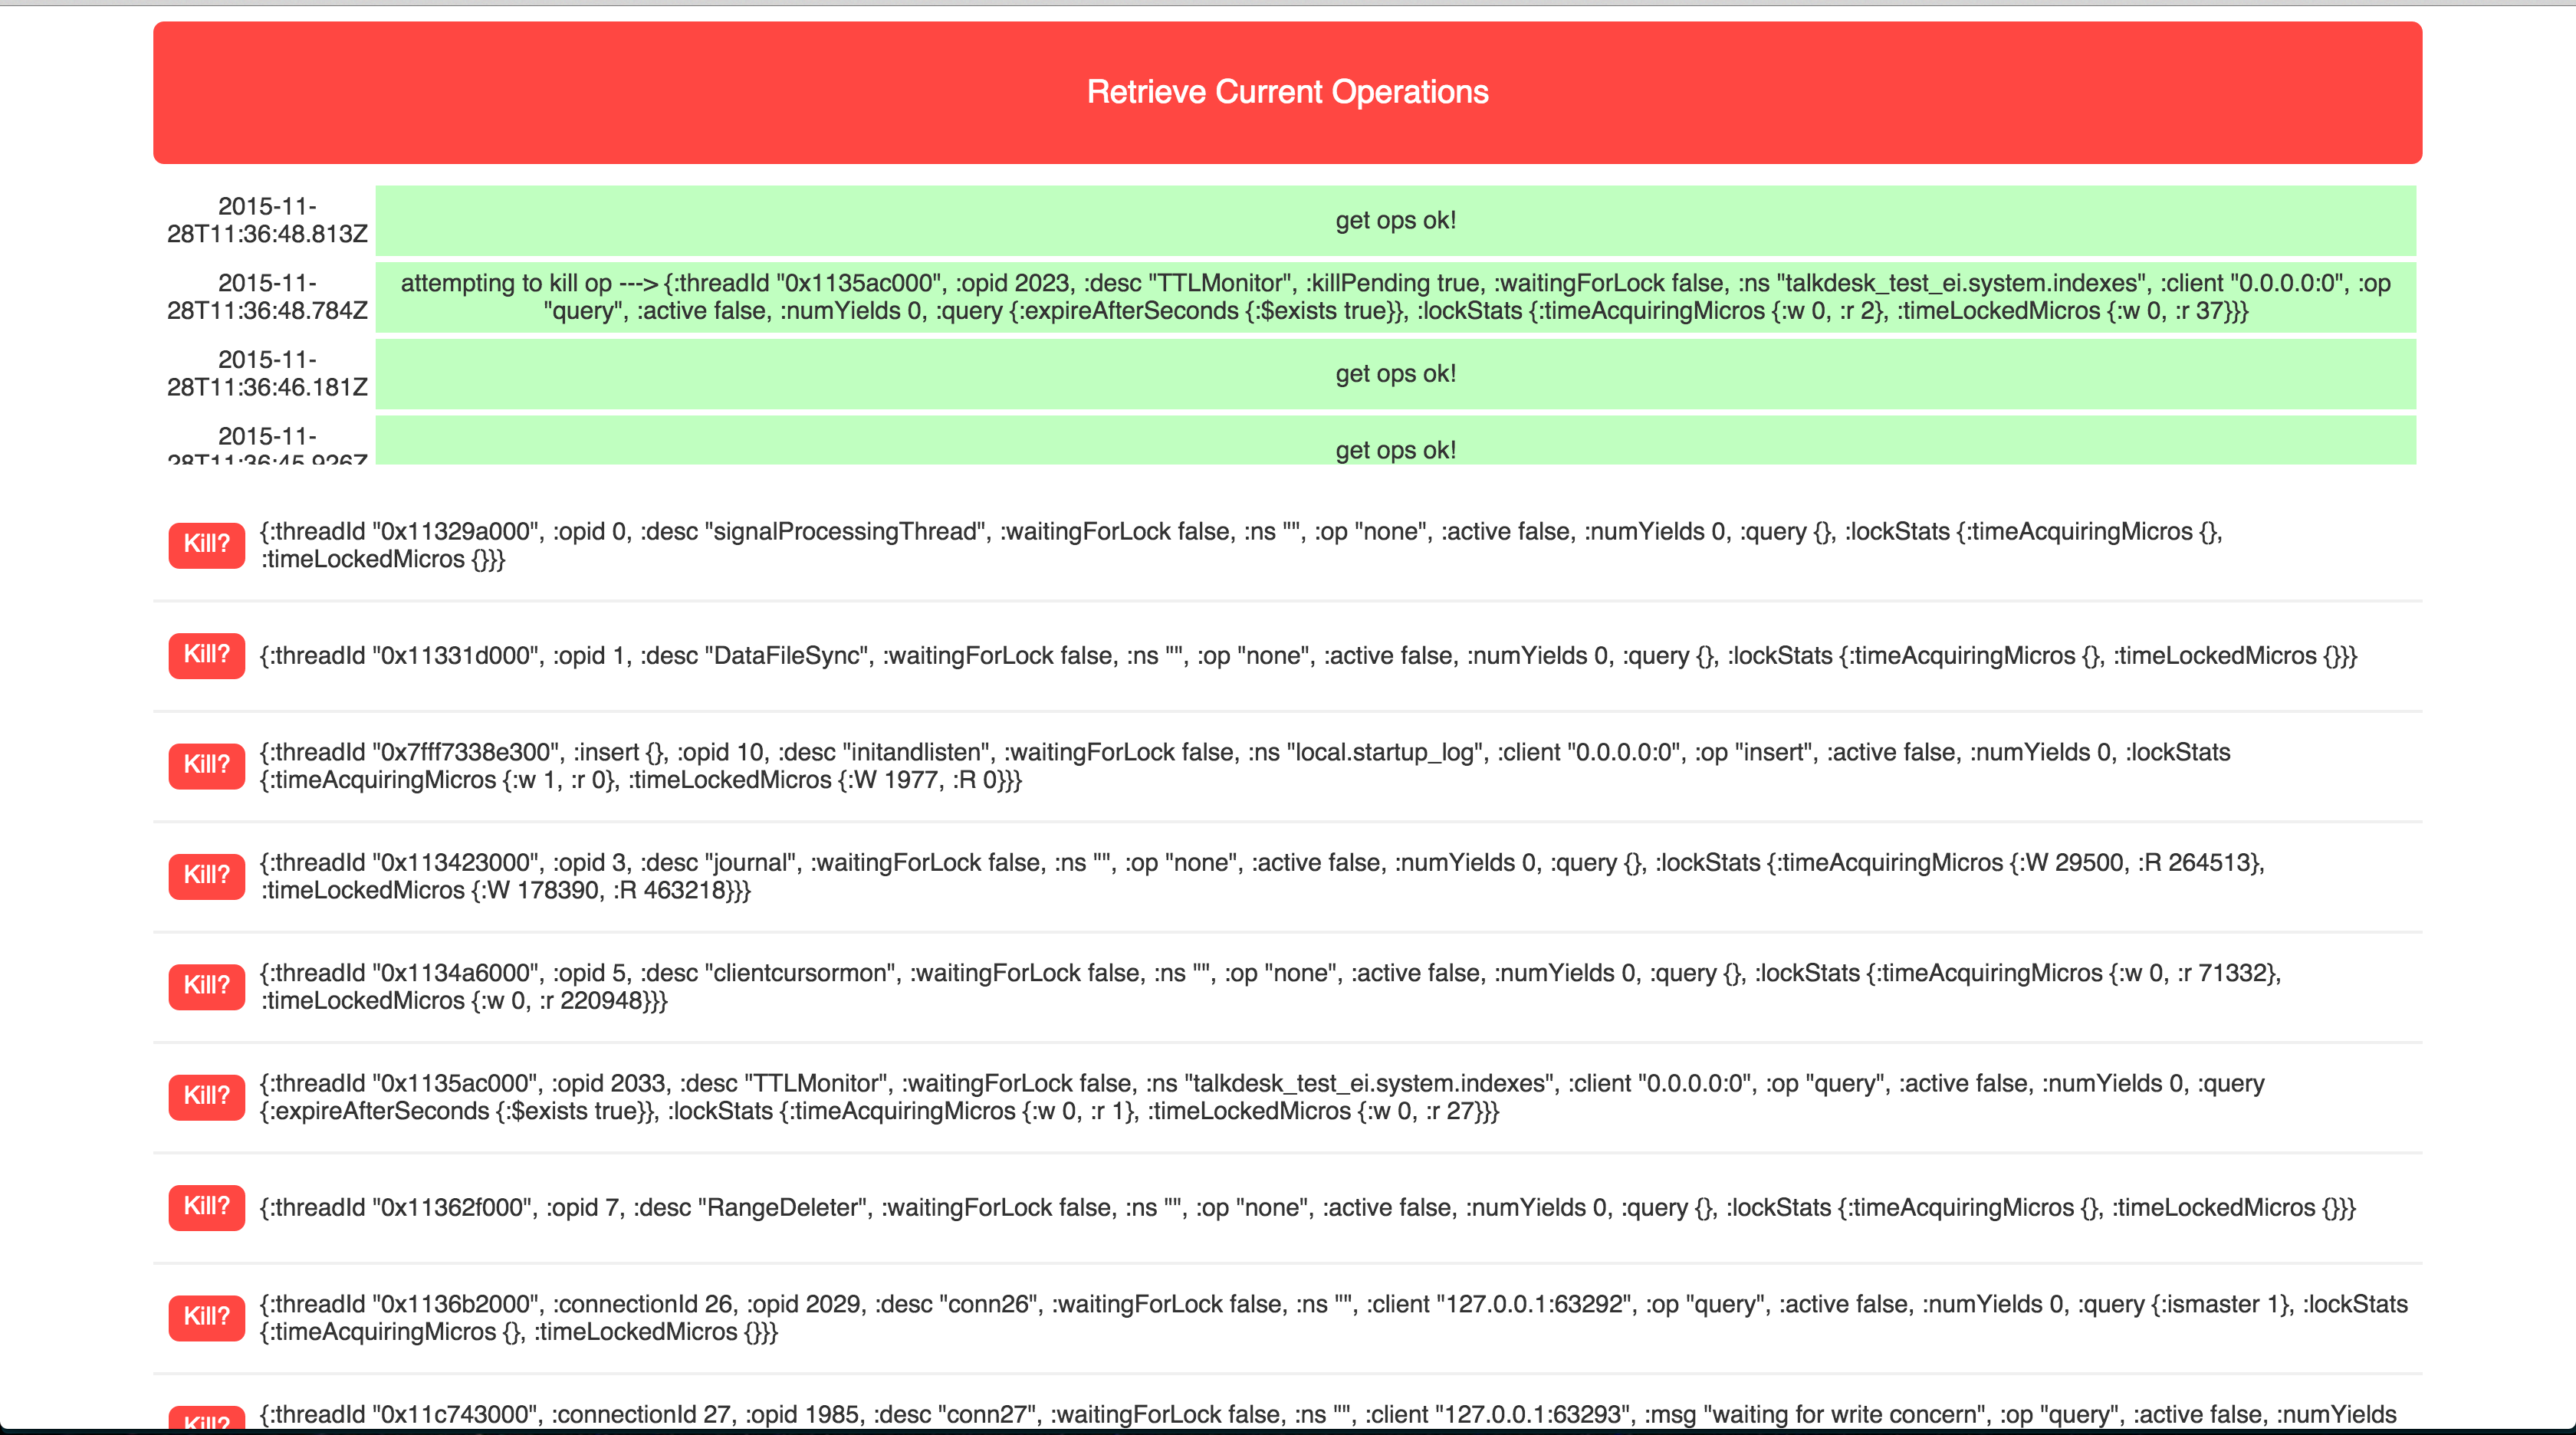 Retrieve Current Operations
2015-11-
28T11:36:48.813Z
get ops ok!
2015-11-
28T11:36:48.784Z
attempting to kill op ---> {:threadId "0x1135ac000", :opid 2023, :desc "TTLMonitor", :killPending true, :waitingForLock false, :ns "talkdesk_test_ei.system.indexes", :client "0.0.0.0:0", :op
"query", :active false, :numYields 0, :query {:expireAfterSeconds {:$exists true}}, :lockStats {:timeAcquiringMicros {:w 0, :r 2}, :timeLockedMicros {:w 0, :r 37}}}
2015-11-
28T11:36:46.181Z
get ops ok!
2015-11-
28T11:36:45.926Z
get ops ok!
Kill?
{:threadId "0x11329a000", :opid 0, :desc "signalProcessingThread", :waitingForLock false, :ns "", :op "none", :active false, :numYields 0, :query {}, :lockStats {:timeAcquiringMicros {},
:timeLockedMicros {}}}
Kill?
{:threadId "0x11331d000", :opid 1, :desc "DataFileSync", :waitingForLock false, :ns "", :op "none", :active false, :numYields 0, :query {}, :lockStats {:timeAcquiringMicros {}, :timeLockedMicros {}}}
Kill?
{:threadId "0x7fff7338e300", :insert {}, :opid 10, :desc "initandlisten", :waitingForLock false, :ns "local.startup_log", :client "0.0.0.0:0", :op "insert", :active false, :numYields 0, :lockStats
{:timeAcquiringMicros {:w 1, :r 0}, :timeLockedMicros {:W 1977, :R 0}}}
Kill?
{:threadId "0x113423000", :opid 3, :desc "journal", :waitingForLock false, :ns "", :op "none", :active false, :numYields 0, :query {}, :lockStats {:timeAcquiringMicros {:W 29500, :R 264513},
:timeLockedMicros {:W 178390, :R 463218}}}
Kill?
{:threadId "0x1134a6000", :opid 5, :desc "clientcursormon", :waitingForLock false, :ns "", :op "none", :active false, :numYields 0, :query {}, :lockStats {:timeAcquiringMicros {:w 0, :r 71332},
:timeLockedMicros {:w 0, :r 220948}}}
Kill?
{:threadId "0x1135ac000", :opid 2033, :desc "TTLMonitor", :waitingForLock false, :ns "talkdesk_test_ei.system.indexes", :client "0.0.0.0:0", :op "query", :active false, :numYields 0, :query
{:expireAfterSeconds {:$exists true}}, :lockStats {:timeAcquiringMicros {:w 0, :r 1}, :timeLockedMicros {:w 0, :r 27}}}
Kill?
{:threadId "0x11362f000", :opid 7, :desc "RangeDeleter", :waitingForLock false, :ns "", :op "none", :active false, :numYields 0, :query {}, :lockStats {:timeAcquiringMicros {}, :timeLockedMicros {}}}
Kill?
{:threadId "0x1136b2000", :connectionId 26, :opid 2029, :desc "conn26", :waitingForLock false, :ns "", :client "127.0.0.1:63292", :op "query", :active false, :numYields 0, :query {:ismaster 1}, :lockStats
{:timeAcquiringMicros {}, :timeLockedMicros {}}}
Kill?
{:threadId "0x11c743000", :connectionId 27, :opid 1985, :desc "conn27", :waitingForLock false, :ns "", :client "127.0.0.1:63293", :msg "waiting for write concern", :op "query", :active false, :numYields